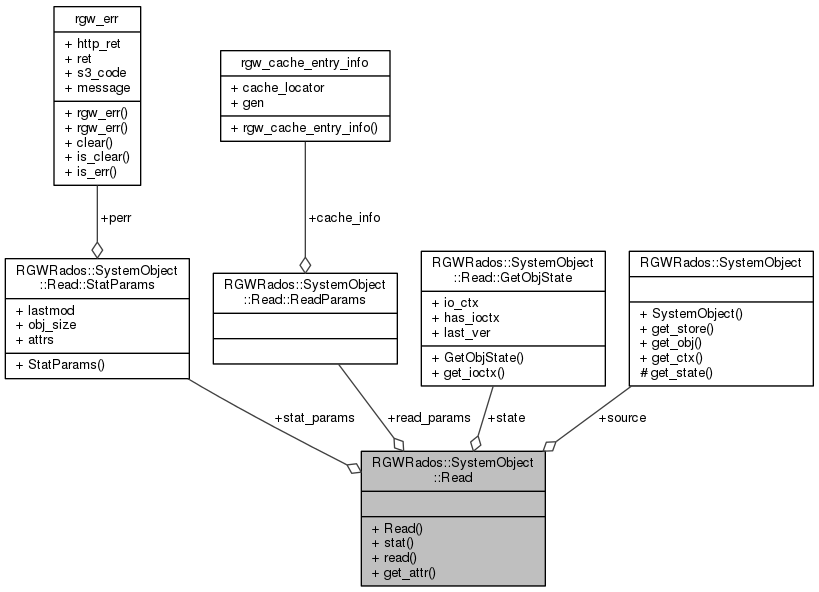 rgw_err
+ http_ret
+ ret
+ s3_code
+ message
+ rgw_err()
+ rgw_err()
+ clear()
+ is_clear()
+ is_err()
rgw_cache_entry_info
+ cache_locator
+ gen
+ rgw_cache_entry_info()
+perr
+cache_info
RGWRados::SystemObject
::Read::StatParams
+ lastmod
+ obj_size
+ attrs
+ StatParams()
RGWRados::SystemObject
::Read::ReadParams
RGWRados::SystemObject
::Read::GetObjState
+ io_ctx
+ has_ioctx
+ last_ver
+ GetObjState()
+ get_ioctx()
RGWRados::SystemObject
+ SystemObject()
+ get_store()
+ get_obj()
+ get_ctx()
# get_state()
+stat_params
+read_params
+state
+source
RGWRados::SystemObject
::Read
+ Read()
+ stat()
+ read()
+ get_attr()